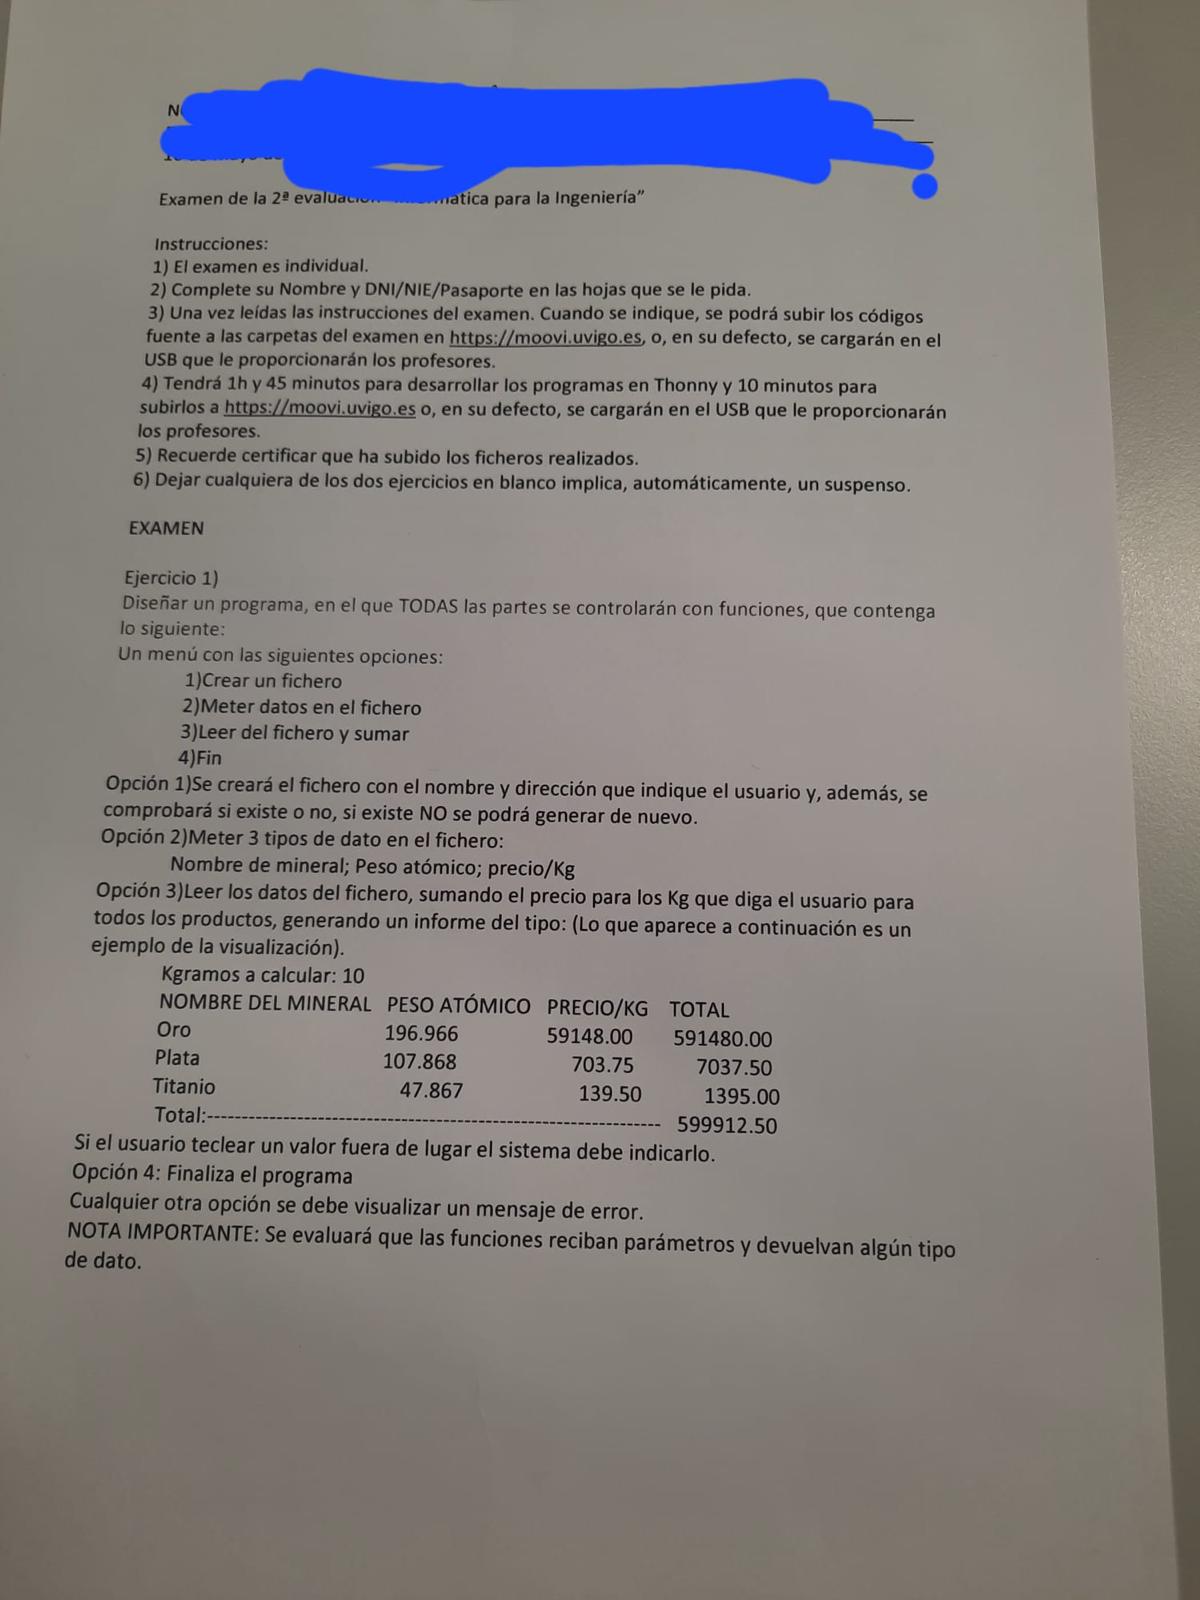 N
Examen de la 2ª evaluación ática para la Ingeniería”
Instrucciones:
1) El examen es individual.
2) Complete su Nombre y DNI/NIE/Pasaporte en las hojas que se le pida.
3) Una vez leídas las instrucciones del examen. Cuando se indique, se podrá subir los códigos
fuente a las carpetas del examen en https://moovi.uvigo.es, o, en su defecto, se cargarán en el
USB que le proporcionarán los profesores.
4) Tendrá 1h y 45 minutos para desarrollar los programas en Thonny y 10 minutos para
subirlos a https://moovi.uvigo.es o, en su defecto, se cargarán en el USB que le proporcionarán
los profesores.
5) Recuerde certificar que ha subido los ficheros realizados.
6) Dejar cualquiera de los dos ejercicios en blanco implica, automáticamente, un suspenso.
EXAMEN
Ejercicio 1)
Diseñar un programa, en el que TODAS las partes se controlarán con funciones, que contenga
lo siguiente:
Un menú con las siguientes opciones:
1)Crear un fichero
2)Meter datos en el fichero
3)Leer del fichero y sumar
4)Fin
Opción 1)Se creará el fichero con el nombre y dirección que indique el usuario y, además, se
comprobará si existe o no, si existe NO se podrá generar de nuevo.
Opción 2)Meter 3 tipos de dato en el fichero:
Nombre de mineral; Peso atómico; precio/Kg
Opción 3)Leer los datos del fichero, sumando el precio para los Kg que diga el usuario para
todos los productos, generando un informe del tipo: (Lo que aparece a continuación es un
ejemplo de la visualización).
Kgramos a calcular: 10
NOMBRE DEL MINERAL PESO ATÓMICO PRECIO/KG TOTAL
Oro 196.966 59148.00 591480.00
Plata 107.868 703.75 7037.50
Titanio 47.867 139.50 1395.00
Total:------------------------------------------------------------------ 599912.50
Si el usuario teclear un valor fuera de lugar el sistema debe indicarlo.
Opción 4: Finaliza el programa
Cualquier otra opción se debe visualizar un mensaje de error.
NOTA IMPORTANTE: Se evaluará que las funciones reciban parámetros y devuelvan algún tipo
de dato.